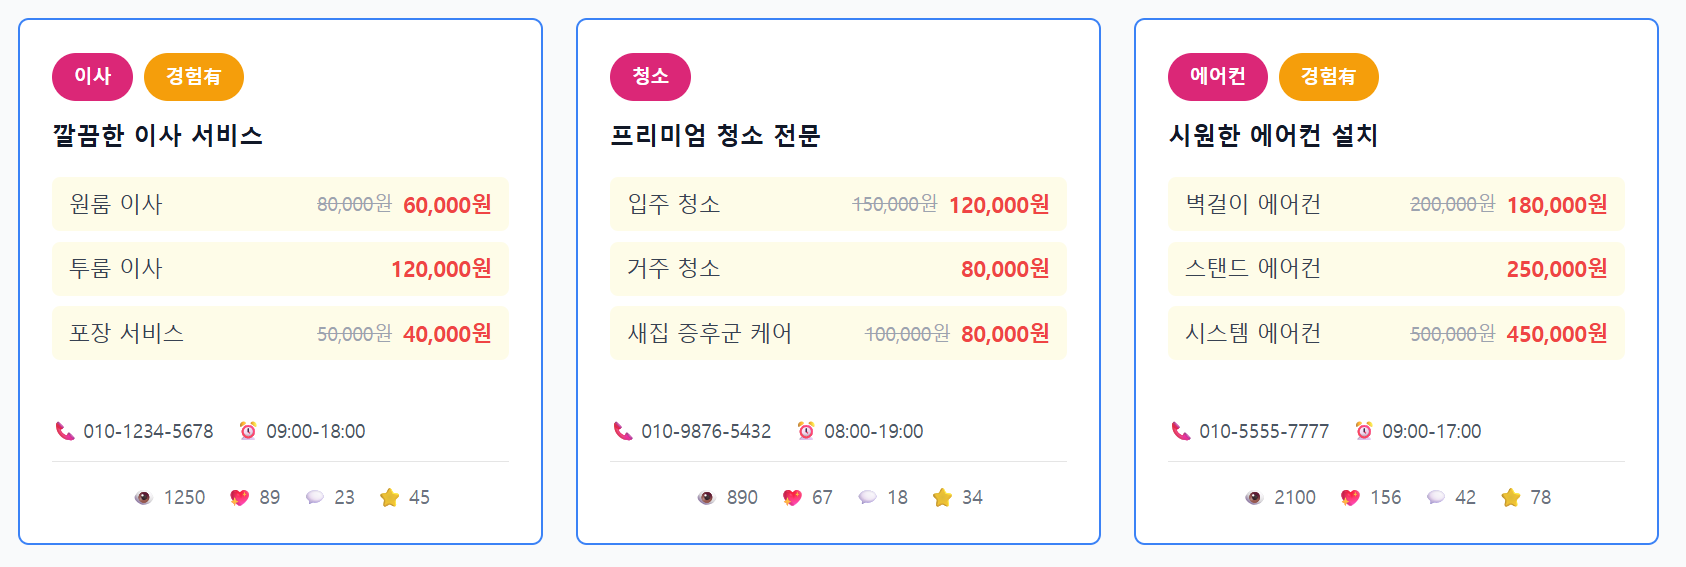 이사 경험有
깔끔한 이사 서비스
원룸 이사 80,000원 60,000원
투룸 이사 120,000원
포장 서비스 50,000원 40,000원
010-1234-5678 09:00-18:00
1250 89 23 45
청소
프리미엄 청소 전문
입주 청소 150,000원 120,000원
거주 청소 80,000원
새집 증후군 케어 100,000원 80,000원
010-9876-5432 08:00-19:00
890 67 18 34
에어컨 경험有
시원한 에어컨 설치
벽걸이 에어컨 200,000원 180,000원
스탠드 에어컨 250,000원
시스템 에어컨 500,000원 450,000원
010-5555-7777 09:00-17:00
2100 156 42 78